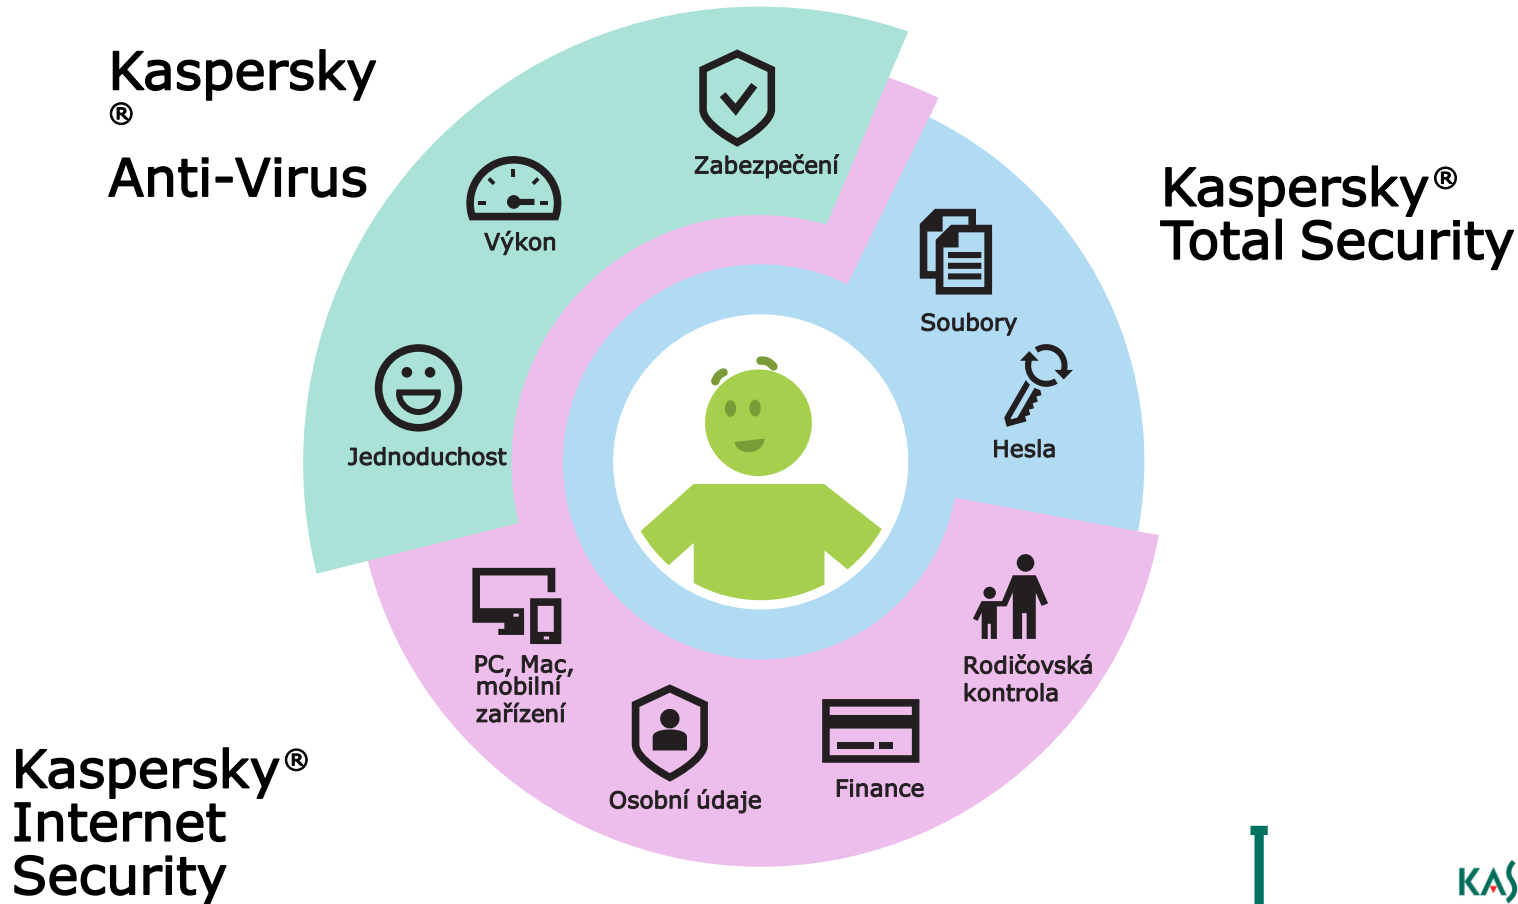 Kaspersky
®
Anti-Virus
Zabezpečení
Výkon
Jednoduchost
Kaspersky®
Total Security
Soubory
Hesla
PC, Mac,
mobilní
zařízení
Osobní údaje
Finance
Rodičovská
kontrola
Kaspersky®
Internet
Security
KAS